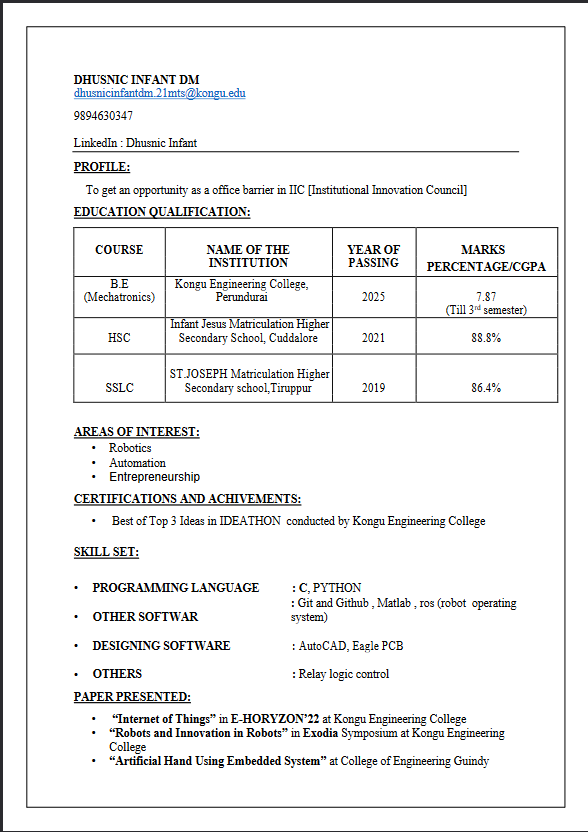 DHUSNIC INFANT DM
dhusnicinfantdm.21mts@kongu.edu
9894630347
LinkedIn : Dhusnic Infant
PROFILE:
To get an opportunity as a office barrier in IIC [Institutional Innovation Council]
EDUCATION QUALIFICATION:
COURSE NAME OF THE INSTITUTION YEAR OF PASSING MARKS PERCENTAGE/CGPA
B.E (Mechatronics) Kongu Engineering College, Perundurai 2025 7.87 (Till 3rd semester)
HSC Infant Jesus Matriculation Higher Secondary School, Cuddalore 2021 88.8%
SSLC ST.JOSEPH Matriculation Higher Secondary school,Tiruppur 2019 86.4%
AREAS OF INTEREST:
• Robotics
• Automation
• Entrepreneurship
CERTIFICATIONS AND ACHIVEMENTS:
• Best of Top 3 Ideas in IDEATHON conducted by Kongu Engineering College
SKILL SET:
• PROGRAMMING LANGUAGE : C, PYTHON
• OTHER SOFTWAR : Git and Github , Matlab , ros (robot operating system)
• DESIGNING SOFTWARE : AutoCAD, Eagle PCB
• OTHERS : Relay logic control
PAPER PRESENTED:
• “Internet of Things” in E-HORYZON’22 at Kongu Engineering College
• “Robots and Innovation in Robots” in Exodia Symposium at Kongu Engineering
College
• “Artificial Hand Using Embedded System” at College of Engineering Guindy